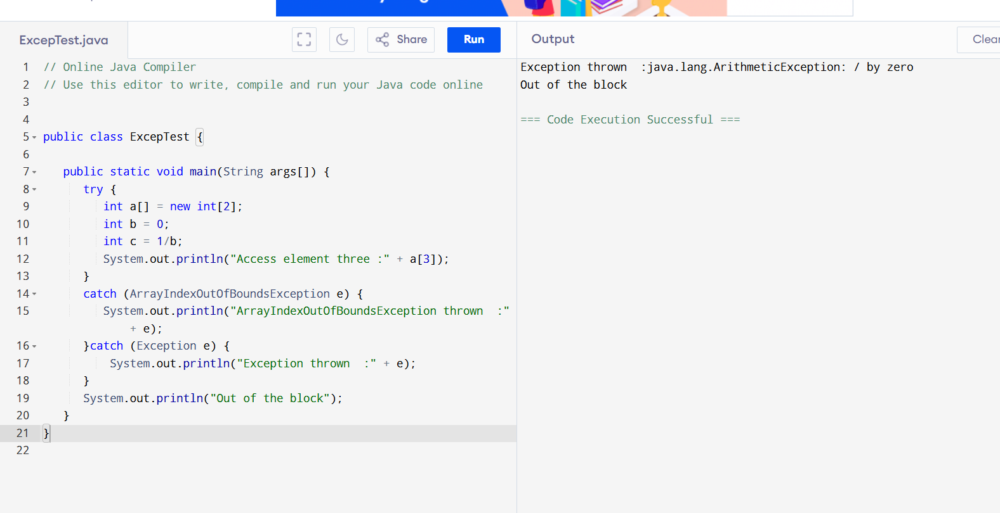 ExcepTest.java
Share
Run
Output
Clear
1 // Online Java Compiler
2 // Use this editor to write, compile and run your Java code online
3
4
5 public class ExcepTest {
6
7    public static void main(String args[]) {
8       try {
9          int a[] = new int[2];
10          int b = 0;
11          int c = 1/b;
12          System.out.println("Access element three :" + a[3]);
13       }
14       catch (ArrayIndexOutOfBoundsException e) {
15          System.out.println("ArrayIndexOutOfBoundsException thrown  :"
              + e);
16       }catch (Exception e) {
17           System.out.println("Exception thrown  :" + e);
18       }
19       System.out.println("Out of the block");
20    }
21 }
22
Exception thrown  :java.lang.ArithmeticException: / by zero
Out of the block

=== Code Execution Successful ===